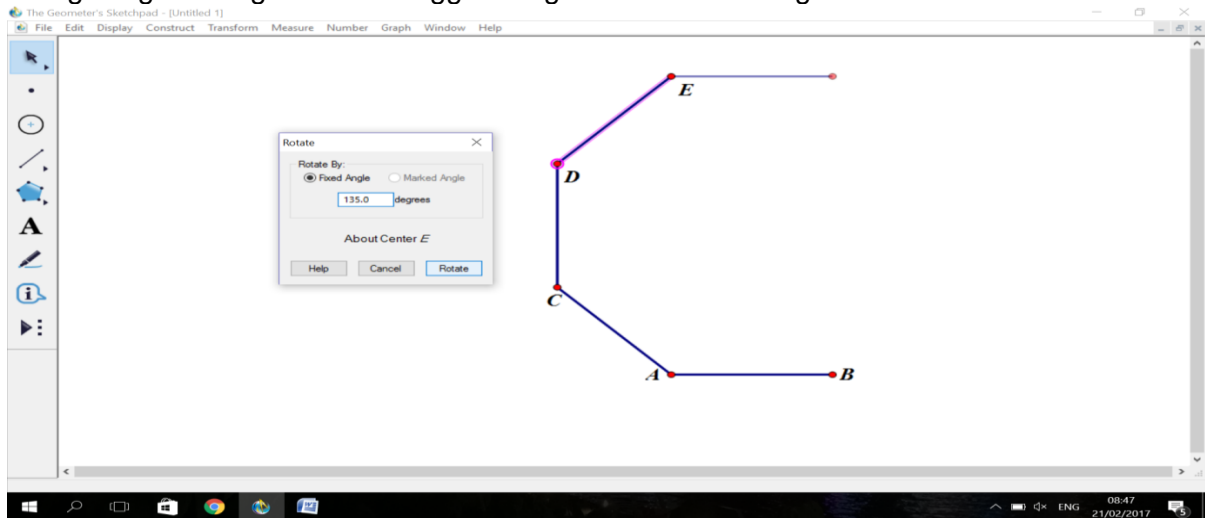 The Geometer's Sketchpad - [Untitled 1]
File Edit Display Construct Transform Measure Number Graph Window Help
E
Rotate
Rotate By:
Fixed Angle Marked Angle
D
135.0 degrees
A
About Center E
Help Cancel Rotate
C
A B
08:47
ENG
21/02/2017
5